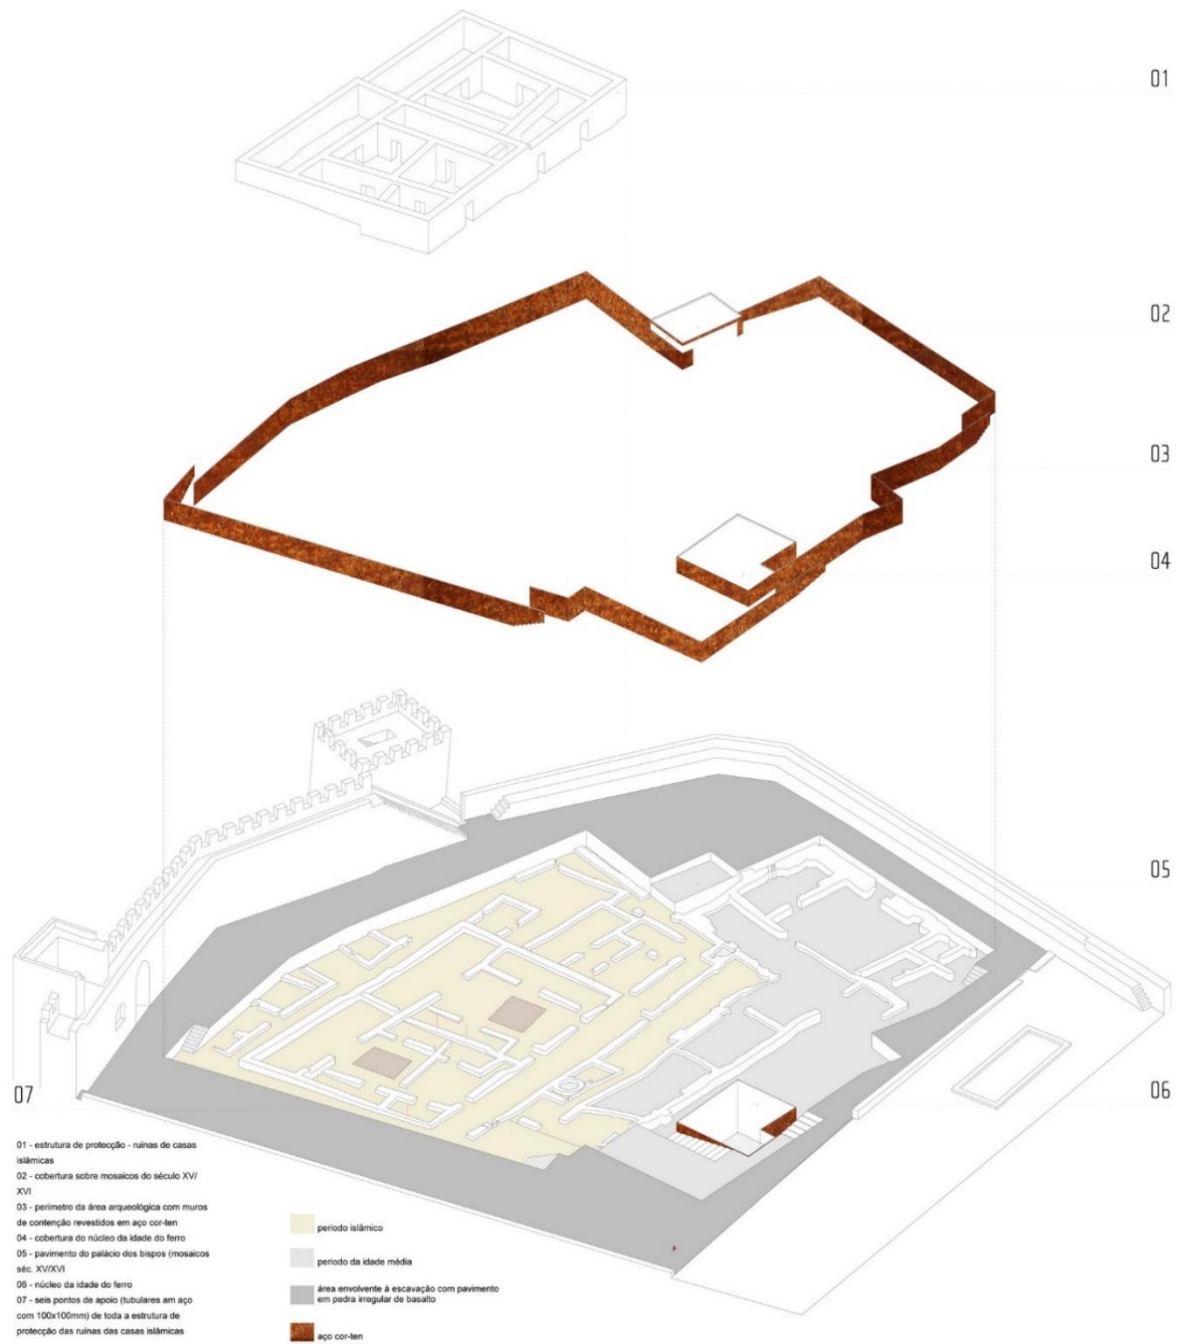 01
02
03
04
05
06
07
01 - estrutura de protecção - ruinas de casas
islâmicas
02 - cobertura sobre mosaicos do século XV/
XVI
03 - perimetro da área arqueológica com muros
de contenção revestidos em aço cor-ten
04 - cobertura do núcleo da idade do ferro
05 - pavimento do palácio dos bispos (mosaicos
séc. XV/XVI
06 - núcleo da idade do ferro
07 - seis pontos de apoio (tubulares am aço
com 100x100mm) de toda a estrutura de
protecção das ruínas das casas islâmicas
periodo islâmico
periodo da idade média
área envolvente à escavação com pavimento
em pedra irregular de basalto
aço cor-ten